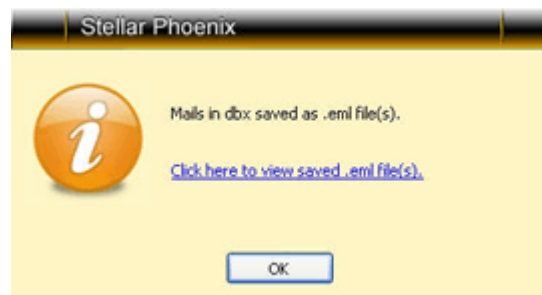 Stellar Phoenix
Mails in dbx saved as .eml file(s).
Click here to view saved .eml file(s).
OK